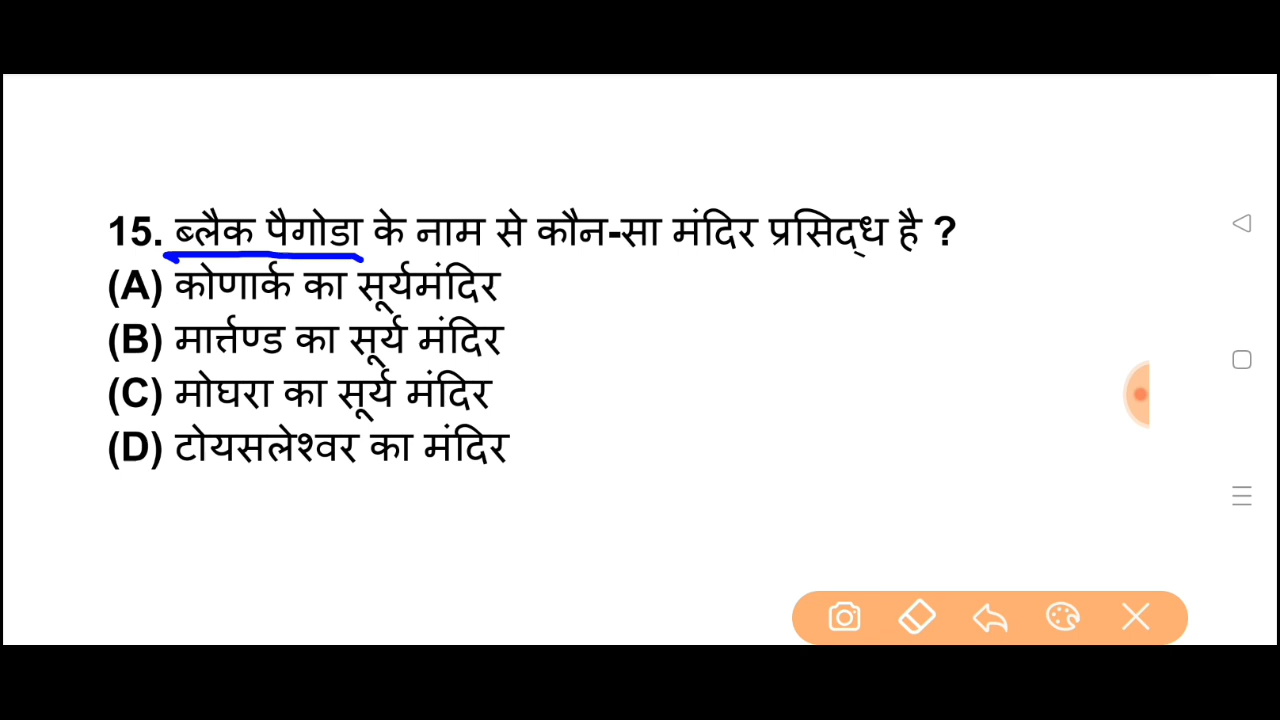 15. ब्लैक पैगोडा के नाम से कौन-सा मंदिर प्रसिद्ध है ?
(A) कोणार्क का सूर्यमंदिर
(B) मार्त्तण्ड का सूर्य मंदिर
(C) मोघरा का सूर्य मंदिर
(D) टोयसलेश्वर का मंदिर